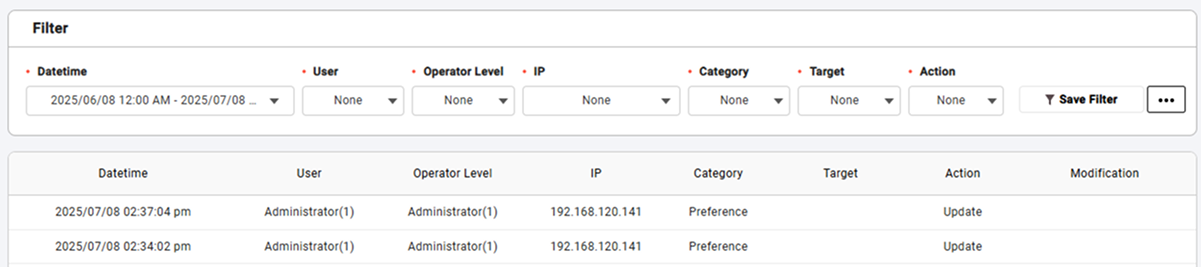 Filter
• Datetime • User • Operator Level • IP • Category • Target • Action
2025/06/08 12:00 AM - 2025/07/08 ... None None None None None None Save Filter •••
Datetime User Operator Level IP Category Target Action Modification
2025/07/08 02:37:04 pm Administrator(1) Administrator(1) 192.168.120.141 Preference Update
2025/07/08 02:34:02 pm Administrator(1) Administrator(1) 192.168.120.141 Preference Update